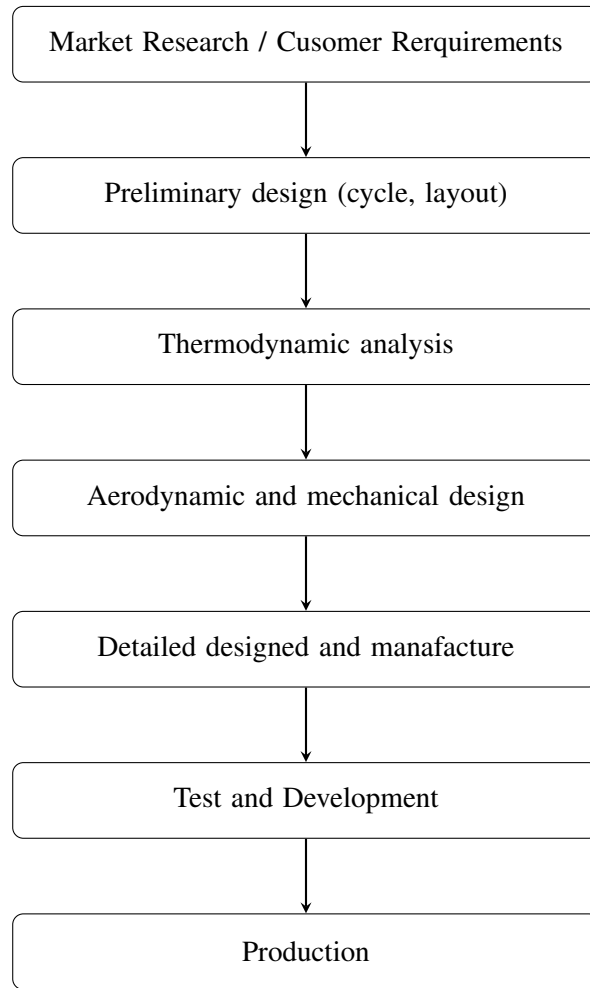 Market Research / Cusomer Rerquirements
Preliminary design (cycle, layout)
Thermodynamic analysis
Aerodynamic and mechanical design
Detailed designed and manafacture
Test and Development
Production